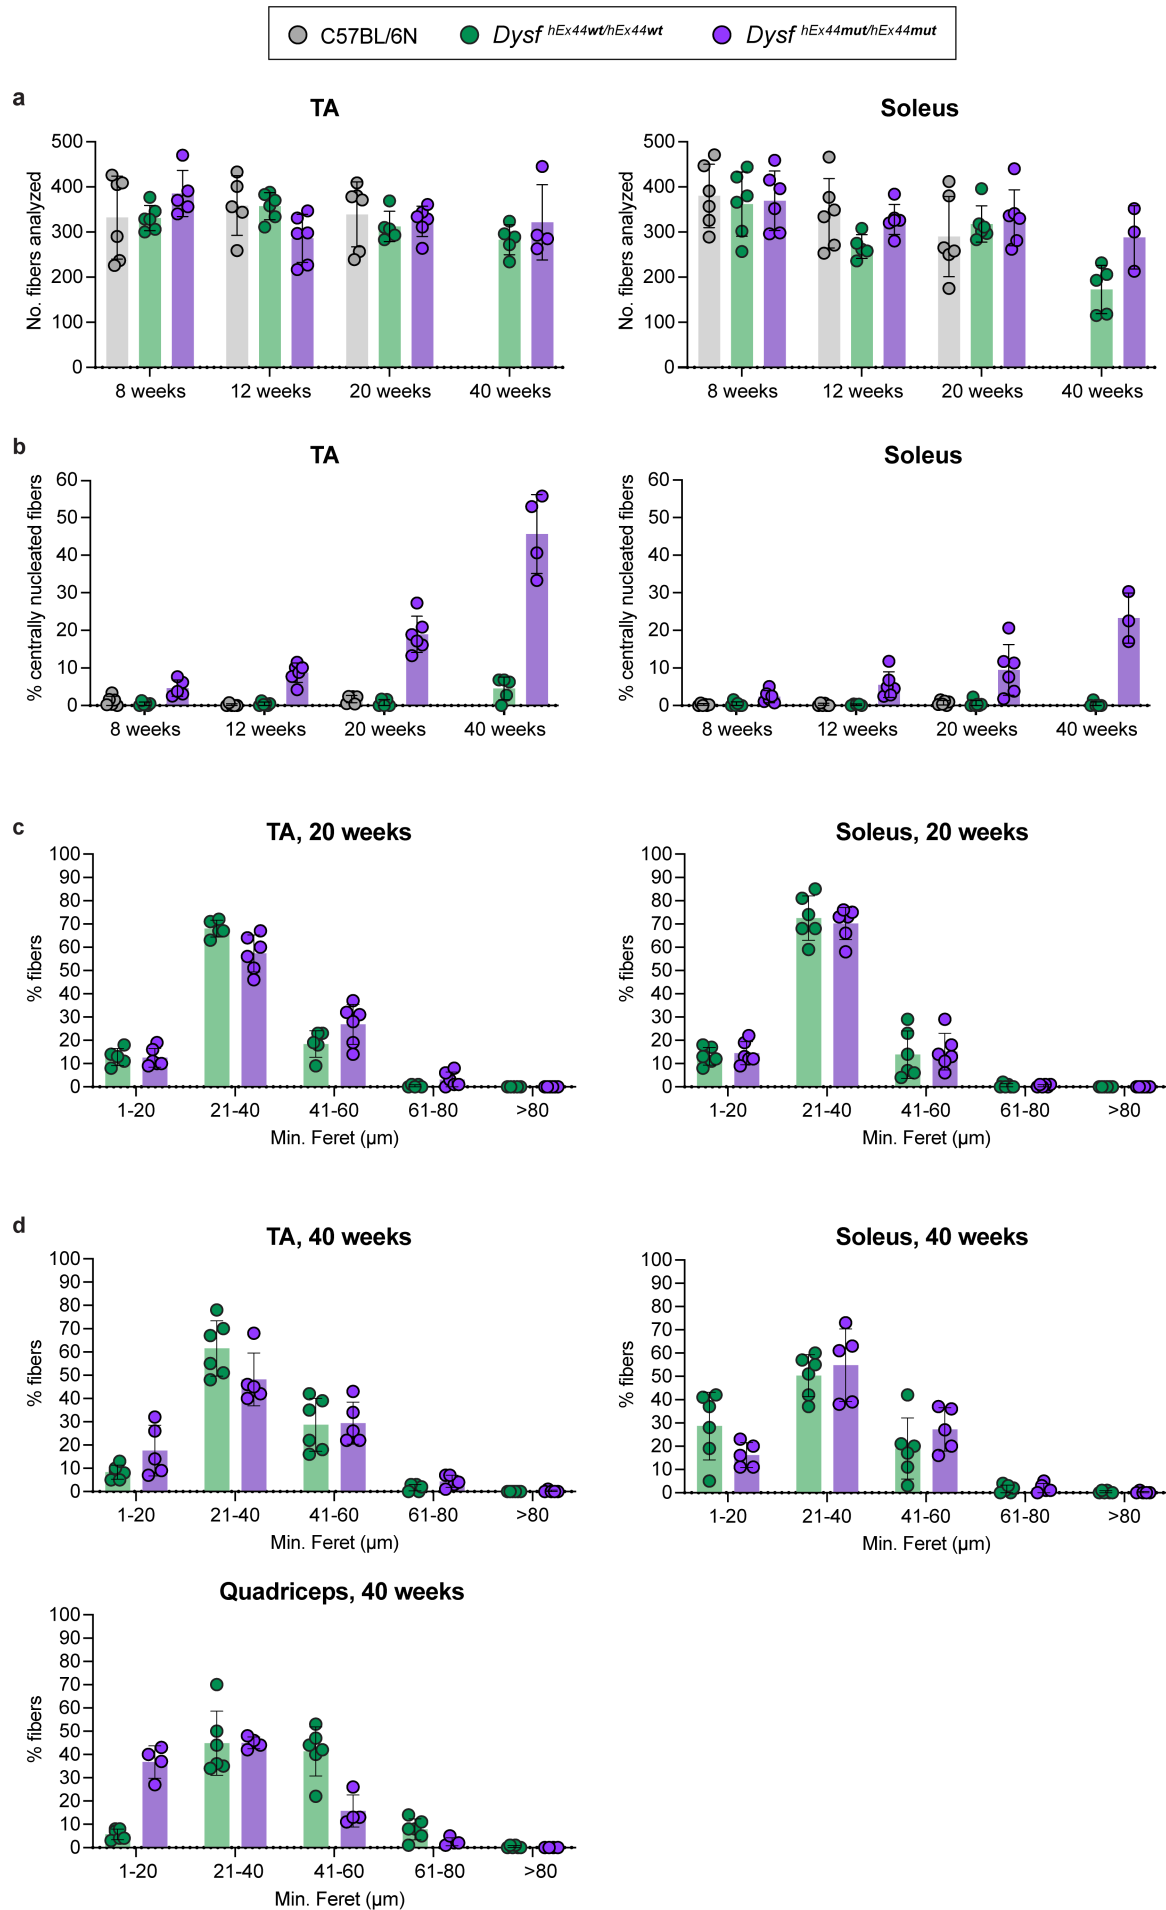 C57BL/6N Dysf hEx44wt/hEx44wt Dysf hEx44mut/hEx44mut
a
TA Soleus
No. fibers analyzed
500
400
300
200
100
0
8 weeks 12 weeks 20 weeks 40 weeks
No. fibers analyzed
500
400
300
200
100
0
8 weeks 12 weeks 20 weeks 40 weeks
b
TA Soleus
% centrally nucleated fibers
60
50
40
30
20
10
0
8 weeks 12 weeks 20 weeks 40 weeks
% centrally nucleated fibers
60
50
40
30
20
10
0
8 weeks 12 weeks 20 weeks 40 weeks
c
TA, 20 weeks
% fibers
100
90
80
70
60
50
40
30
20
10
0
1-20 21-40 41-60 61-80 >80
Min. Feret (µm)
Soleus, 20 weeks
% fibers
100
90
80
70
60
50
40
30
20
10
0
1-20 21-40 41-60 61-80 >80
Min. Feret (µm)
d
TA, 40 weeks
% fibers
100
90
80
70
60
50
40
30
20
10
0
1-20 21-40 41-60 61-80 >80
Min. Feret (µm)
Soleus, 40 weeks
% fibers
100
90
80
70
60
50
40
30
20
10
0
1-20 21-40 41-60 61-80 >80
Min. Feret (µm)
Quadriceps, 40 weeks
% fibers
100
90
80
70
60
50
40
30
20
10
0
1-20 21-40 41-60 61-80 >80
Min. Feret (µm)